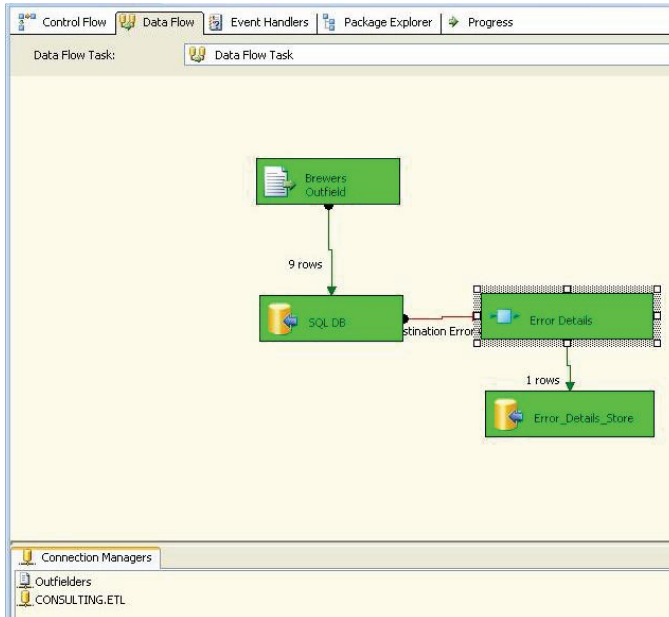 Control Flow Data Flow Event Handlers Package Explorer Progress
Data Flow Task: Data Flow Task
Brewers
Outfield
9 rows
SQL DB
stination Error
Error Details
1 rows
Error_Details_Store
Connection Managers
Outfielders
CONSULTING.ETL